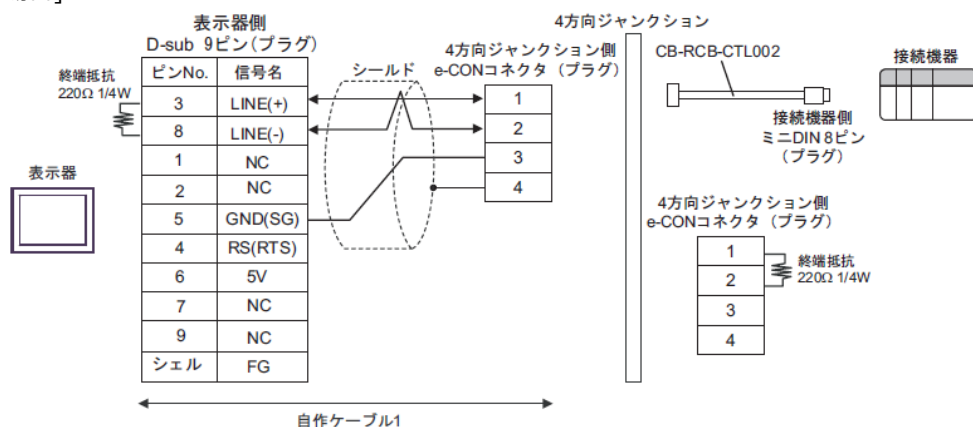 表示器側
D-sub 9ピン(プラグ)
終端抵抗
220Ω 1/4W
ピンNo. 信号名
3 LINE(+)
8 LINE(-)
1 NC
2 NC
5 GND(SG)
4 RS(RTS)
6 5V
7 NC
9 NC
シェル FG
表示器
シールド
4方向ジャンクション側
e-CONコネクタ(プラグ)
1
2
3
4
自作ケーブル1
4方向ジャンクション
CB-RCB-CTL002
接続機器側
ミニDIN 8ピン
(プラグ)
接続機器
4方向ジャンクション側
e-CONコネクタ(プラグ)
1
2
3
4
終端抵抗
220Ω 1/4W